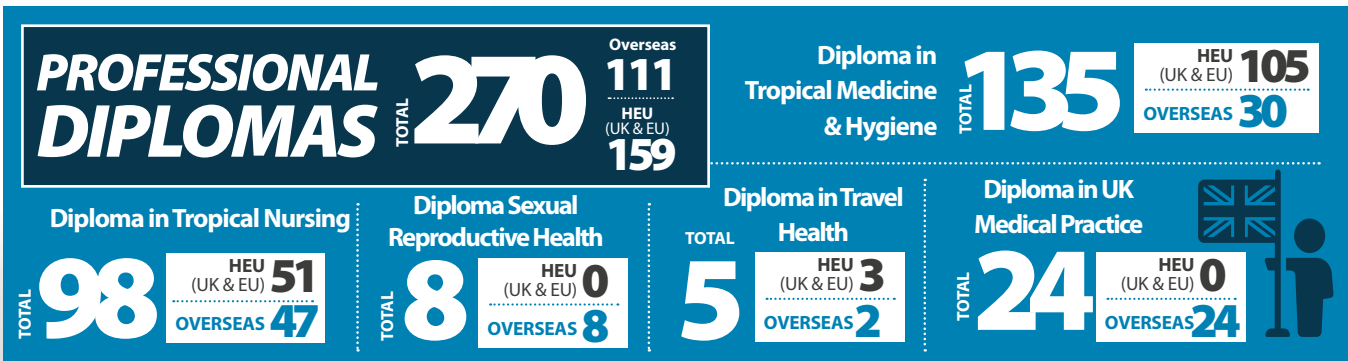 PROFESSIONAL
DIPLOMAS
TOTAL
270
Overseas
111
HEU
(UK & EU)
159
Diploma in
Tropical Medicine
& Hygiene
TOTAL
135
HEU
(UK & EU) 105
OVERSEAS 30
Diploma in Tropical Nursing
TOTAL
98
HEU
(UK & EU) 51
OVERSEAS 47
Diploma Sexual
Reproductive Health
TOTAL
8
HEU
(UK & EU) 0
OVERSEAS 8
Diploma in Travel
Health
TOTAL
5
HEU
(UK & EU) 3
OVERSEAS 2
Diploma in UK
Medical Practice
TOTAL
24
HEU
(UK & EU) 0
OVERSEAS 24